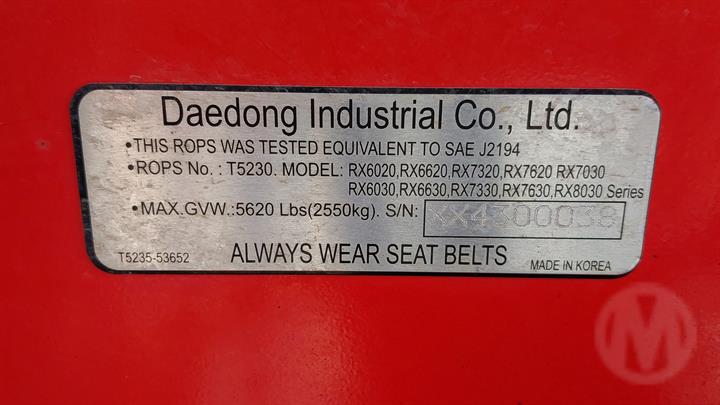 Daedong Industrial Co., Ltd.
•THIS ROPS WAS TESTED EQUIVALENT TO SAE J2194
•ROPS No. : T5230. MODEL: RX6020,RX6620,RX7320,RX7620 RX7030
RX6030,RX6630,RX7330,RX7630,RX8030 Series
•MAX.GVW.:5620 Lbs(2550kg). S/N:
T5235-53652 ALWAYS WEAR SEAT BELTS MADE IN KOREA
M